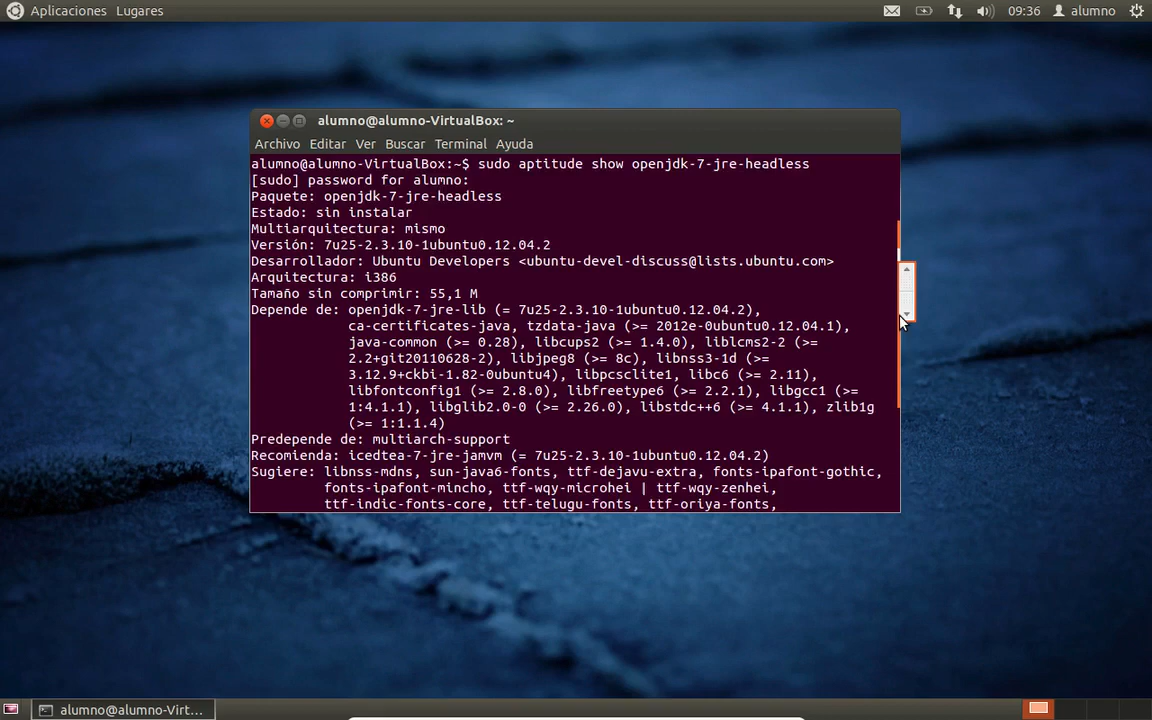 Aplicaciones Lugares 09:36 alumno
alumno@alumno-VirtualBox: ~
Archivo Editar Ver Buscar Terminal Ayuda
alumno@alumno-VirtualBox:~$ sudo aptitude show openjdk-7-jre-headless
[sudo] password for alumno:
Paquete: openjdk-7-jre-headless
Estado: sin instalar
Multiarquitectura: mismo
Versión: 7u25-2.3.10-1ubuntu0.12.04.2
Desarrollador: Ubuntu Developers <ubuntu-devel-discuss@lists.ubuntu.com>
Arquitectura: i386
Tamaño sin comprimir: 55,1 M
Depende de: openjdk-7-jre-lib (= 7u25-2.3.10-1ubuntu0.12.04.2),
ca-certificates-java, tzdata-java (>= 2012e-0ubuntu0.12.04.1),
java-common (>= 0.28), libcups2 (>= 1.4.0), liblcms2-2 (>=
2.2+git20110628-2), libjpeg8 (>= 8c), libnss3-1d (>=
3.12.9+ckbi-1.82-0ubuntu4), libpcsclite1, libc6 (>= 2.11),
libfontconfig1 (>= 2.8.0), libfreetype6 (>= 2.2.1), libgcc1 (>=
1:4.1.1), libglib2.0-0 (>= 2.26.0), libstdc++6 (>= 4.1.1), zlib1g
(>= 1:1.1.4)
Predepende de: multiarch-support
Recomienda: icedtea-7-jre-jamvm (= 7u25-2.3.10-1ubuntu0.12.04.2)
Sugiere: libnss-mdns, sun-java6-fonts, ttf-dejavu-extra, fonts-ipafont-gothic,
fonts-ipafont-mincho, ttf-wqy-microhei | ttf-wqy-zenhei,
ttf-indic-fonts-core, ttf-telugu-fonts, ttf-oriya-fonts,
alumno@alumno-Virt...